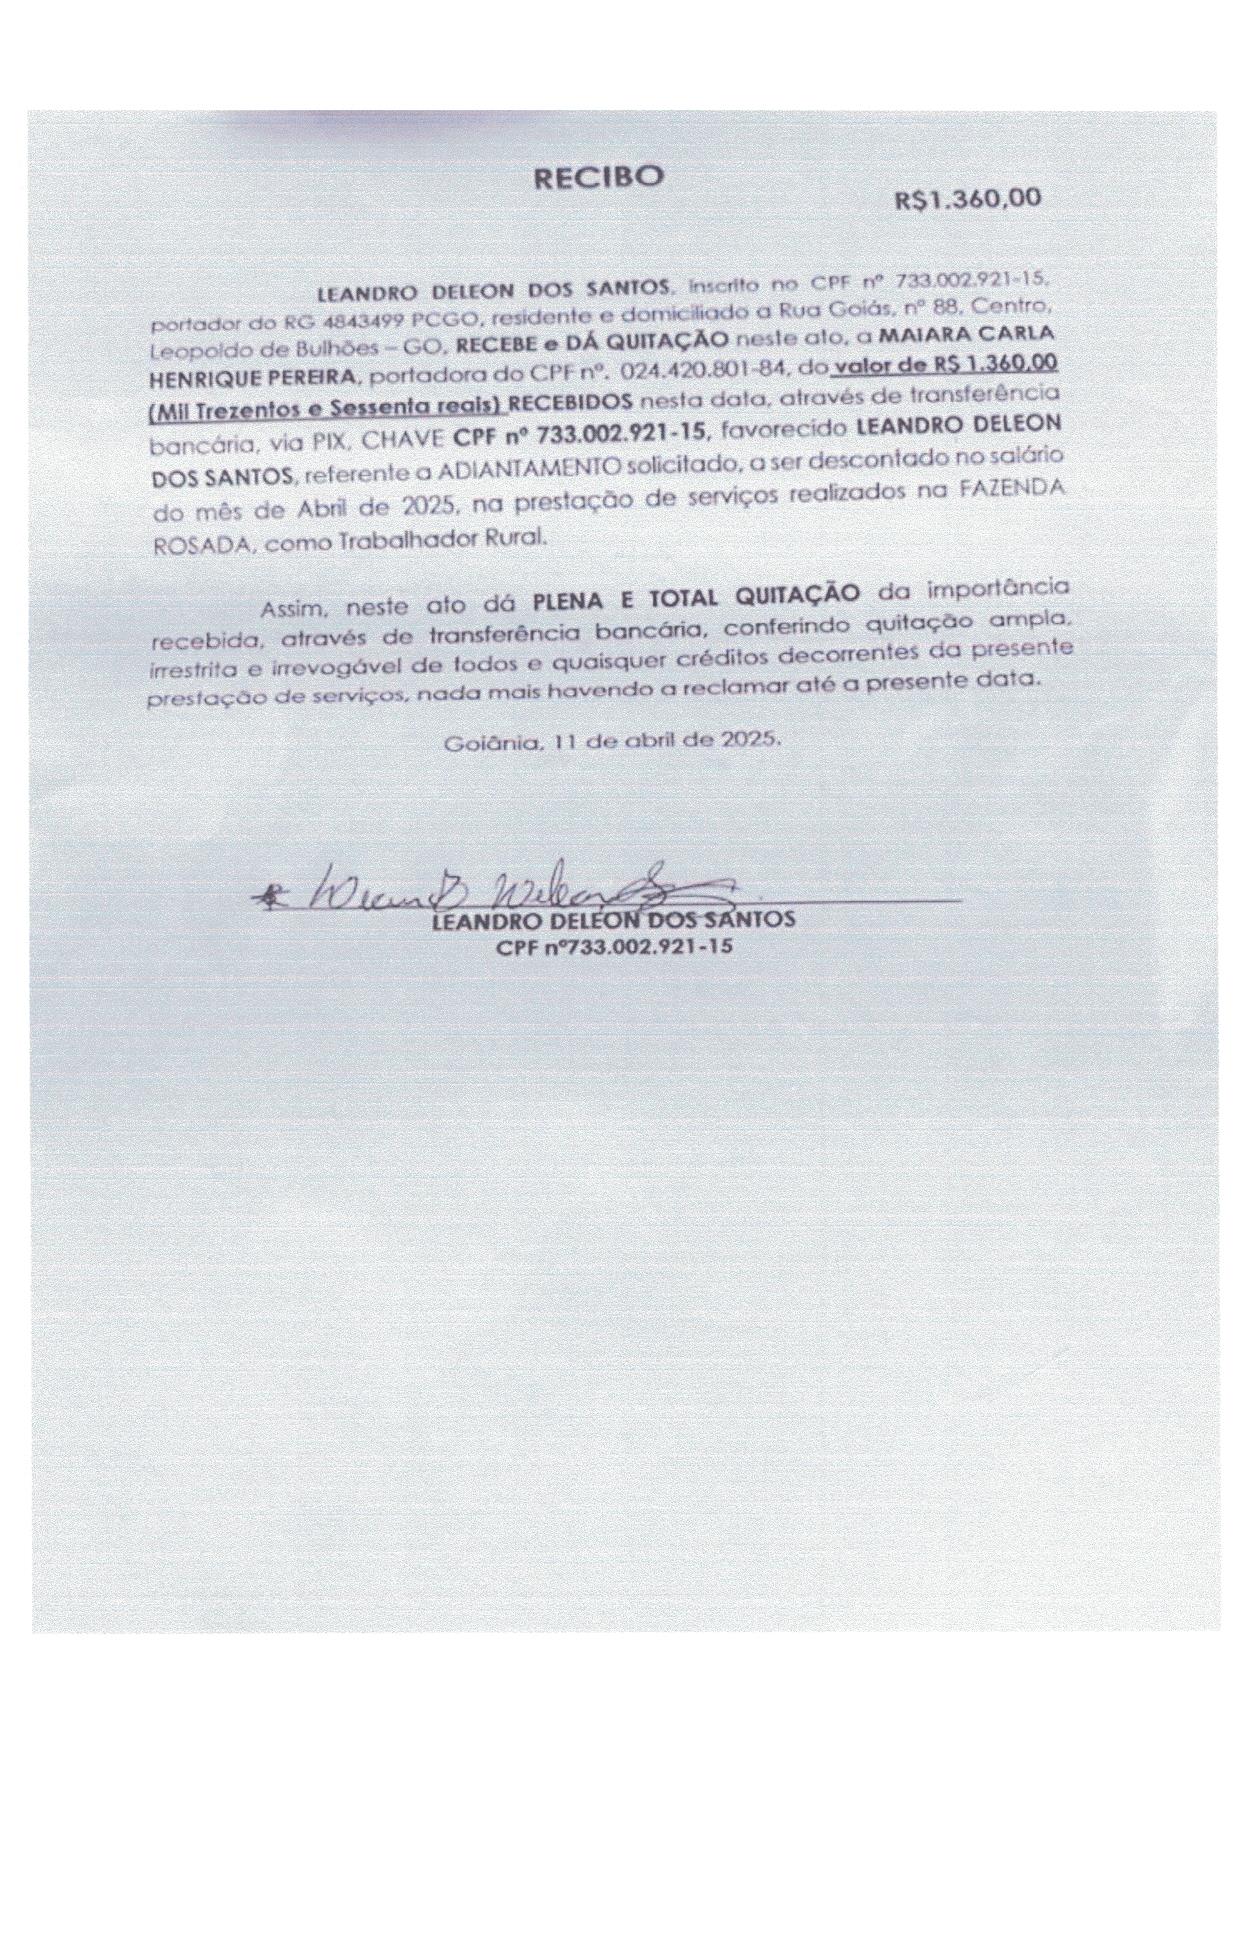 RECIBO
R$1.360,00
LEANDRO DELEON DOS SANTOS, inscrito no CPF nº 733.002.921-15,
portador do RG 4843499 PCGO, residente e domiciliado a Rua Goiás, nº 88, Centro,
Leopoldo de Bulhões – GO, RECEBE e DÁ QUITAÇÃO neste ato, a MAIARA CARLA
HENRIQUE PEREIRA, portadora do CPF nº. 024.420.801-84, do valor de R$ 1.360,00
(Mil Trezentos e Sessenta reais) RECEBIDOS nesta data, através de transferência
bancária, via PIX, CHAVE CPF nº 733.002.921-15, favorecido LEANDRO DELEON
DOS SANTOS, referente a ADIANTAMENTO solicitado, a ser descontado no salário
do mês de Abril de 2025, na prestação de serviços realizados na FAZENDA
ROSADA, como Trabalhador Rural.
Assim, neste ato dá PLENA E TOTAL QUITAÇÃO da importância
recebida, através de transferência bancária, conferindo quitação ampla,
irrestrita e irrevogável de todos e quaisquer créditos decorrentes da presente
prestação de serviços, nada mais havendo a reclamar até a presente data.
Goiânia, 11 de abril de 2025.
LEANDRO DELEON DOS SANTOS
CPF nº733.002.921-15